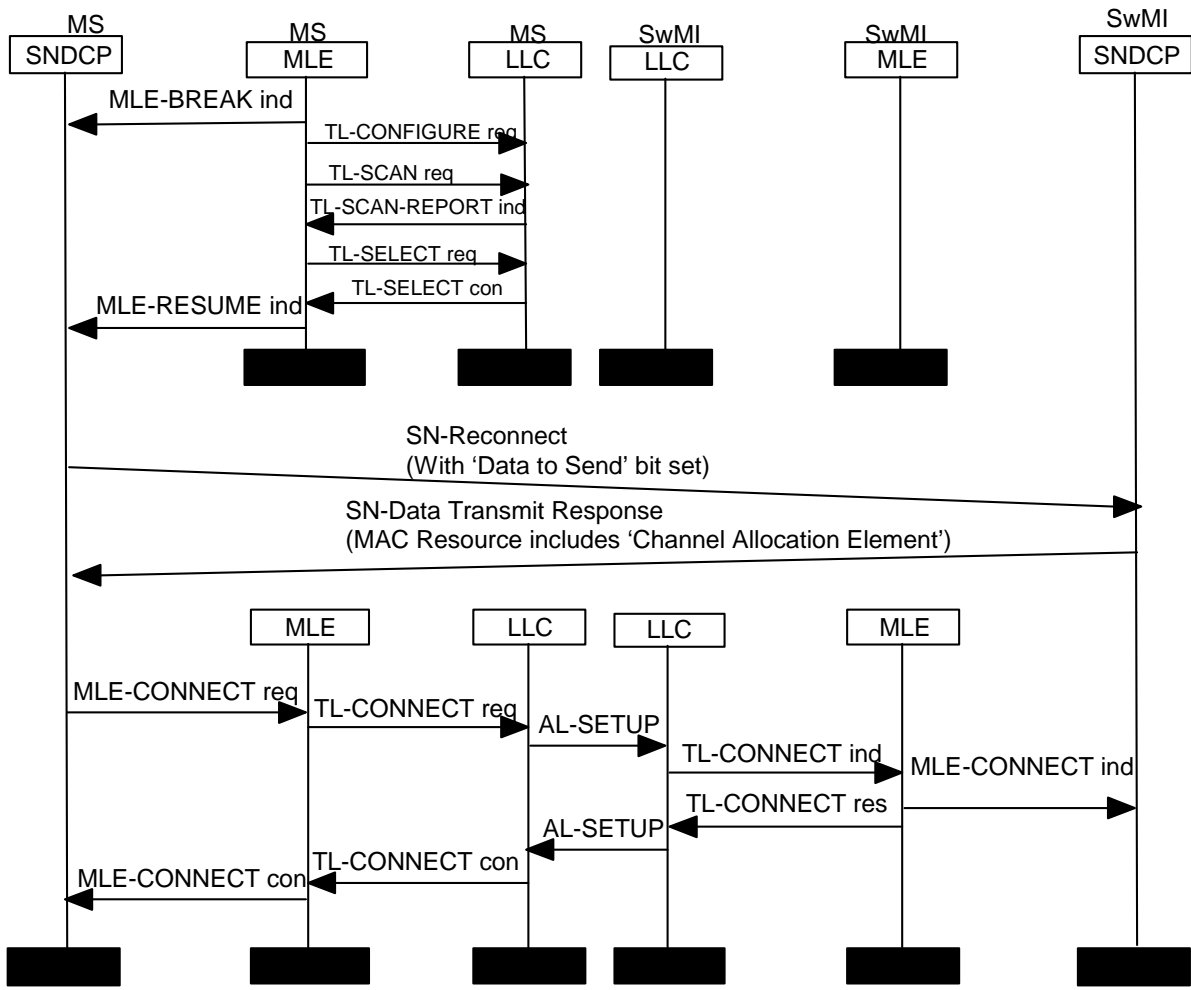 MS
MS
MS
SwMI
SwMI
SwMI
SNDCP
MLE
LLC
LLC
MLE
SNDCP
MLE-BREAK ind
TL-CONFIGURE req
TL-SCAN req
TL-SCAN-REPORT ind
TL-SELECT req
TL-SELECT con
MLE-RESUME ind
SN-Reconnect
(With ‘Data to Send’ bit set)
SN-Data Transmit Response
(MAC Resource includes ‘Channel Allocation Element’)
MLE
LLC
LLC
MLE
MLE-CONNECT req
TL-CONNECT req
AL-SETUP
TL-CONNECT ind
MLE-CONNECT ind
TL-CONNECT res
AL-SETUP
TL-CONNECT con
MLE-CONNECT con